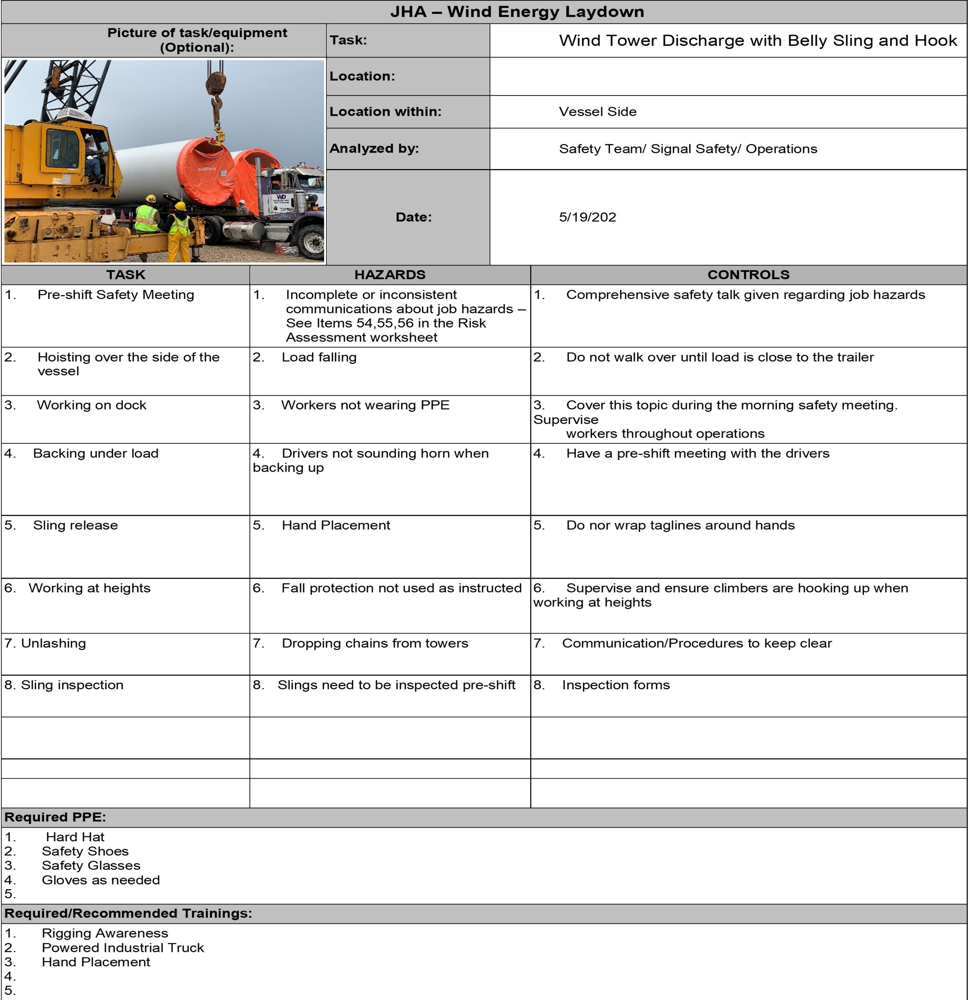 JHA – Wind Energy Laydown
Picture of task/equipment
(Optional):
Task:
Wind Tower Discharge with Belly Sling and Hook
Location:
Location within:
Vessel Side
Analyzed by:
Safety Team/ Signal Safety/ Operations
Date:
5/19/202
WD
TASK
HAZARDS
CONTROLS
1. Pre-shift Safety Meeting
1. Incomplete or inconsistent
communications about job hazards –
See Items 54,55,56 in the Risk
Assessment worksheet
1. Comprehensive safety talk given regarding job hazards
2. Hoisting over the side of the
vessel
2. Load falling
2. Do not walk over until load is close to the trailer
3. Working on dock
3. Workers not wearing PPE
3. Cover this topic during the morning safety meeting.
Supervise
workers throughout operations
4. Backing under load
4. Drivers not sounding horn when
backing up
4. Have a pre-shift meeting with the drivers
5. Sling release
5. Hand Placement
5. Do nor wrap taglines around hands
6. Working at heights
6. Fall protection not used as instructed
6. Supervise and ensure climbers are hooking up when
working at heights
7. Unlashing
7. Dropping chains from towers
7. Communication/Procedures to keep clear
8. Sling inspection
8. Slings need to be inspected pre-shift
8. Inspection forms
Required PPE:
1. Hard Hat
2. Safety Shoes
3. Safety Glasses
4. Gloves as needed
5.
Required/Recommended Trainings:
1. Rigging Awareness
2. Powered Industrial Truck
3. Hand Placement
4.
5.